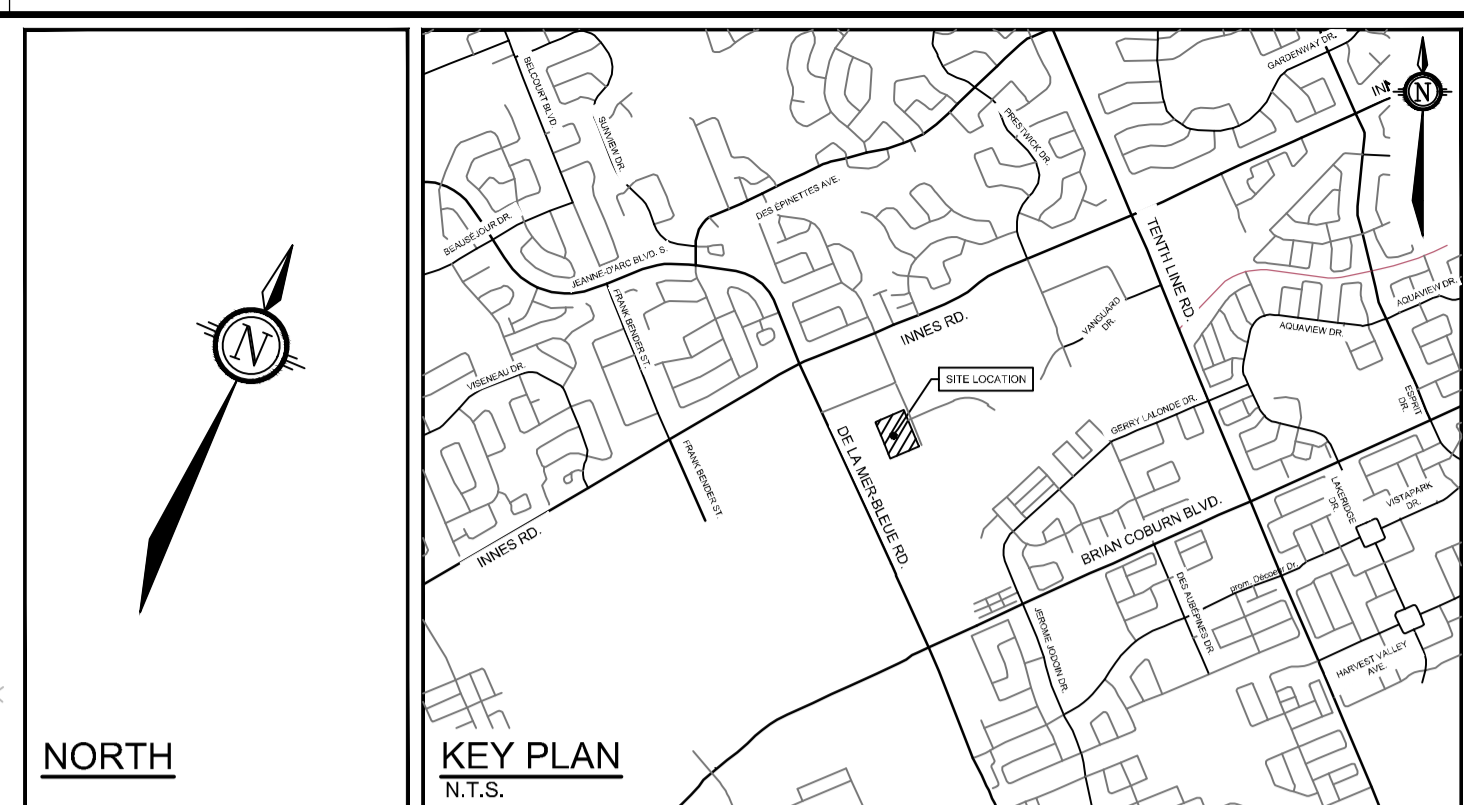 NORTH
N
KEY PLAN
N.T.S.
N
BELCOURT BLVD.
SUNVIEW DR.
BEAUSÉJOUR DR.
JEANNE-D'ARC BLVD. S.
DES ÉPINETTES AVE.
PRESTWICK DR.
GARDENWAY DR.
TENTH LINE RD.
VANGUARD
DR.
INNES RD.
FRANK BENDER ST.
VISENEAU DR.
FRANK BENDER ST.
INNES RD.
SITE LOCATION
DE LA MER-BLEUE RD.
GERRY LALONDE DR.
AQUAVIEW DR.
AQUAVIEW DR.
ESPRIT
DR.
LAKERIDGE
DR.
VISTAPARK
DR.
BRIAN COBURN BLVD.
DES AUBÉPINES DR.
prom. Décoeur Dr.
JEROME JODOIN DR.
HARVEST VALLEY
AVE.